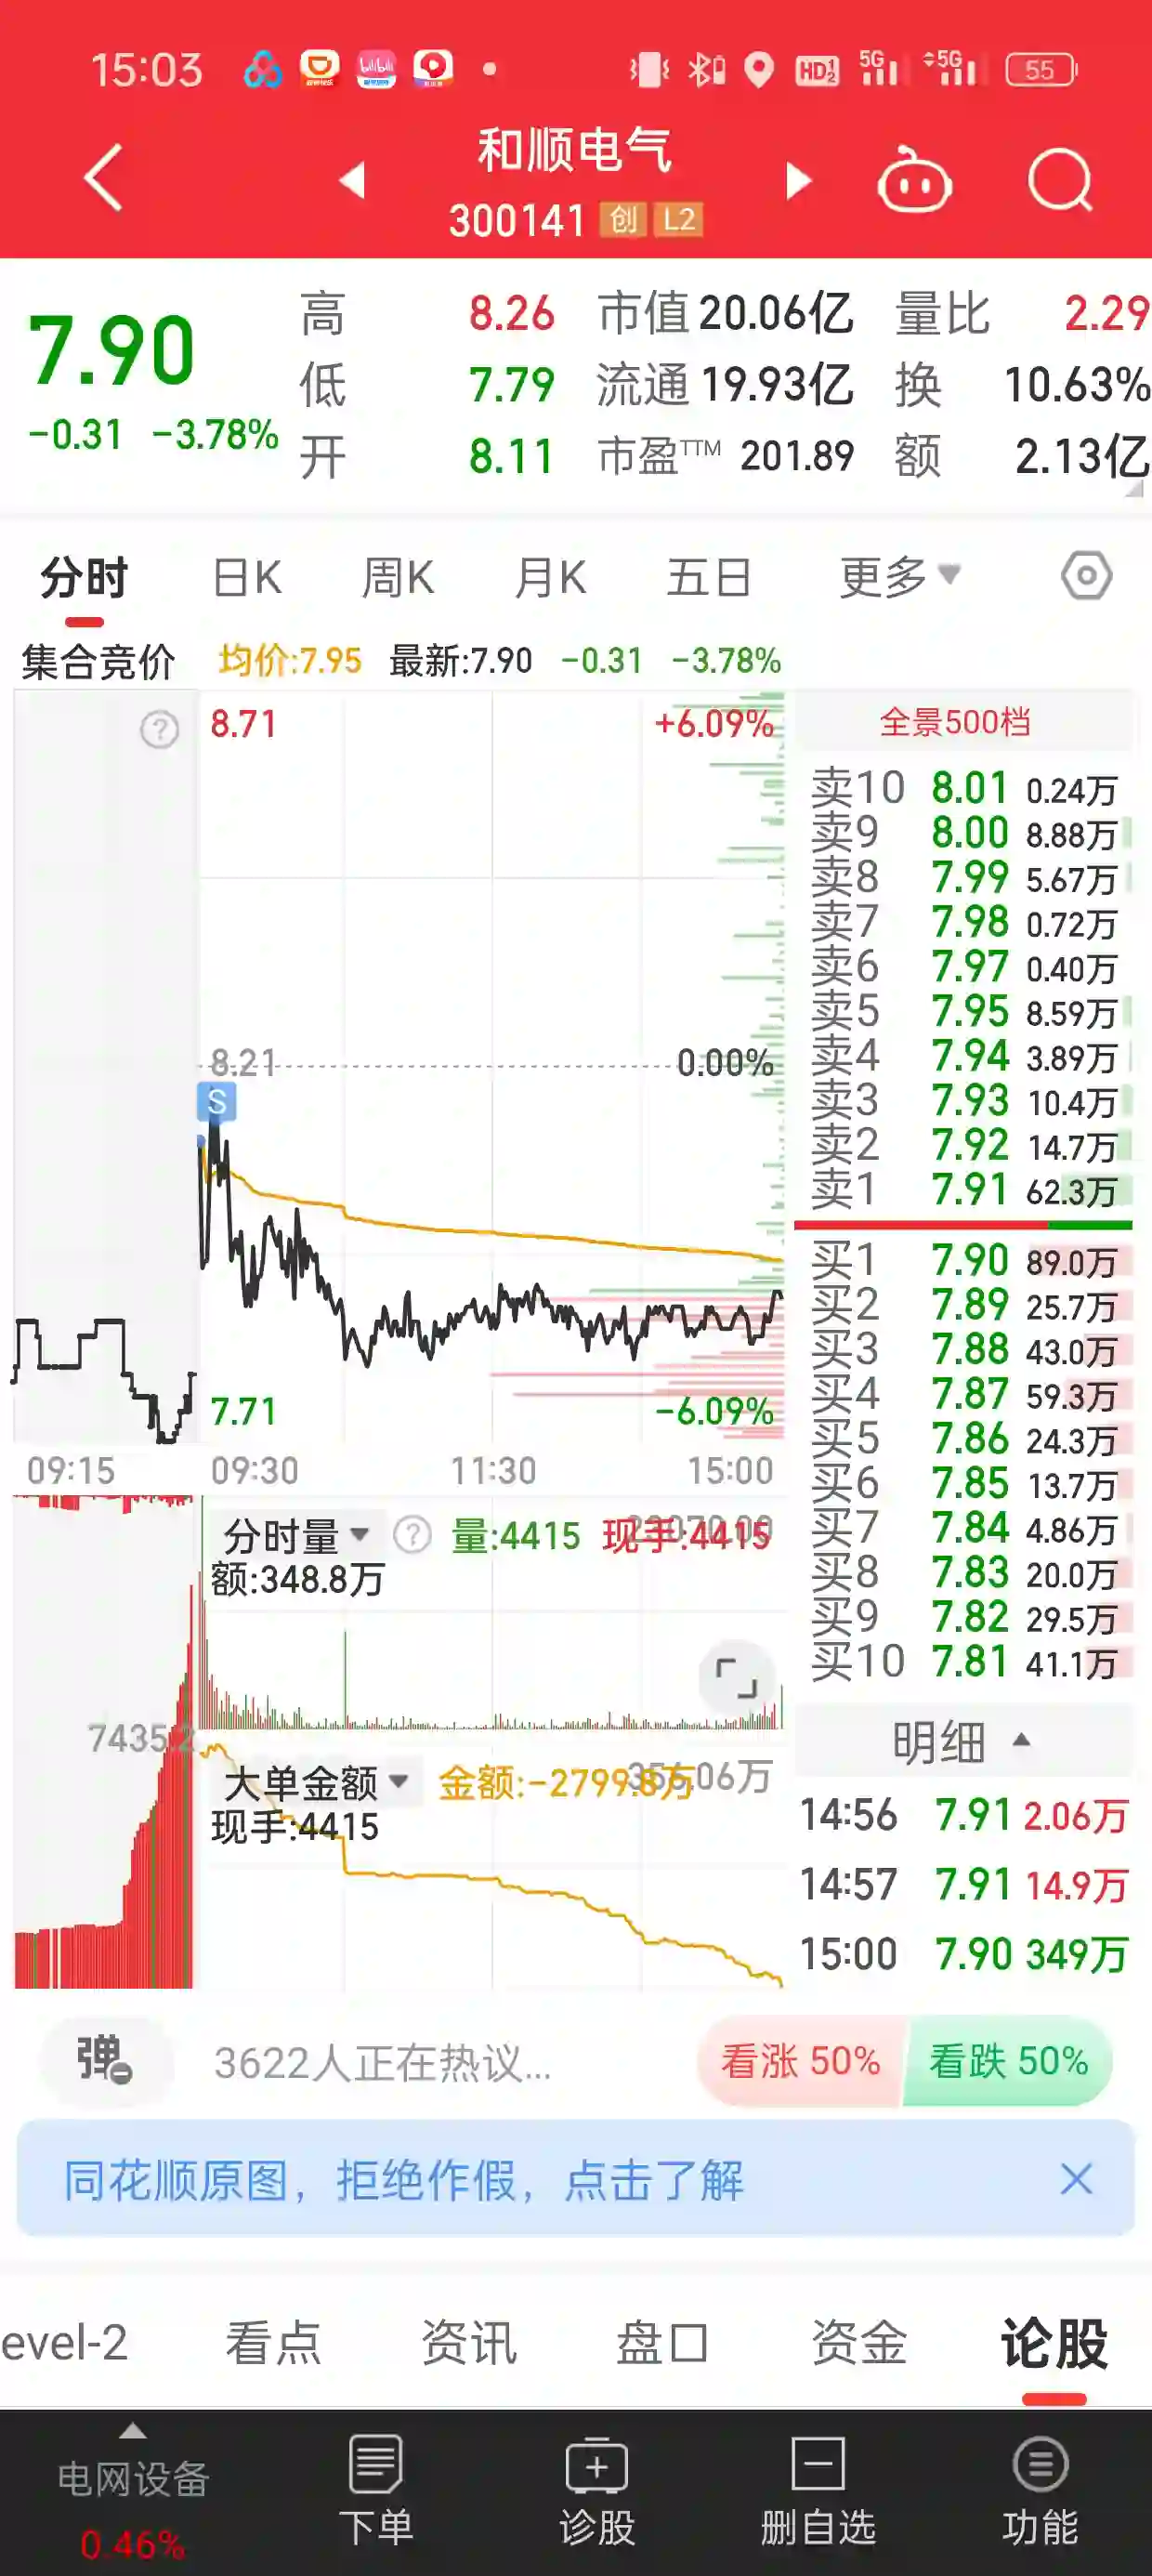 15:03 HD 1 2 5G 5G 55
和顺电气
300141 创 L2
7.90
-0.31 -3.78%
高 8.26 市值 20.06亿 量比 2.29
低 7.79 流通 19.93亿 换 10.63%
开 8.11 市盈TTM 201.89 额 2.13亿
分时 日K 周K 月K 五日 更多
集合竞价 均价:7.95 最新:7.90 -0.31 -3.78%
8.71 +6.09%
8.21 0.00%
S
7.71 -6.09%
09:15 09:30 11:30 15:00
分时量 ? 量:4415 现手:4415
额:348.8万
7435.2
大单金额 金额:-2799.8万
现手:4415
全景500档
卖10 8.01 0.24万
卖9 8.00 8.88万
卖8 7.99 5.67万
卖7 7.98 0.72万
卖6 7.97 0.40万
卖5 7.95 8.59万
卖4 7.94 3.89万
卖3 7.93 10.4万
卖2 7.92 14.7万
卖1 7.91 62.3万
买1 7.90 89.0万
买2 7.89 25.7万
买3 7.88 43.0万
买4 7.87 59.3万
买5 7.86 24.3万
买6 7.85 13.7万
买7 7.84 4.86万
买8 7.83 20.0万
买9 7.82 29.5万
买10 7.81 41.1万
明细
14:56 7.91 2.06万
14:57 7.91 14.9万
15:00 7.90 349万
弹 3622人正在热议... 看涨 50% 看跌 50%
同花顺原图，拒绝作假，点击了解
evel-2 看点 资讯 盘口 资金 论股
电网设备 下单 诊股 删自选 功能
0.46%